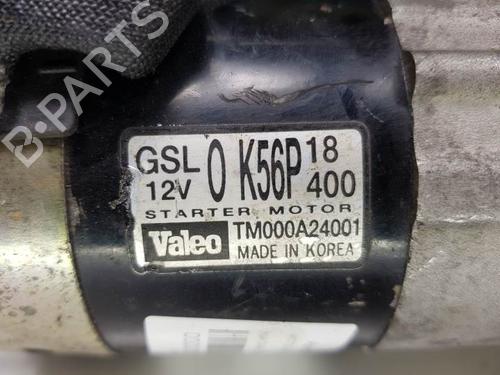 B-PARTS
GSL 0 K56P 18
12V 400
STARTER MOTOR
Valeo TM000A24001
MADE IN KOREA